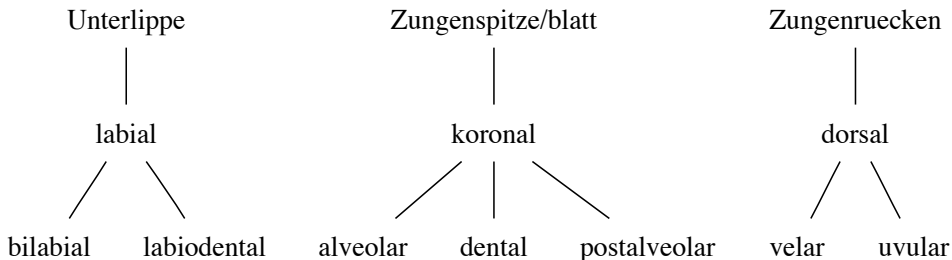 Unterlippe Zungenspitze/blatt Zungenruecken
labial koronal dorsal
bilabial labiodental alveolar dental postalveolar velar uvular